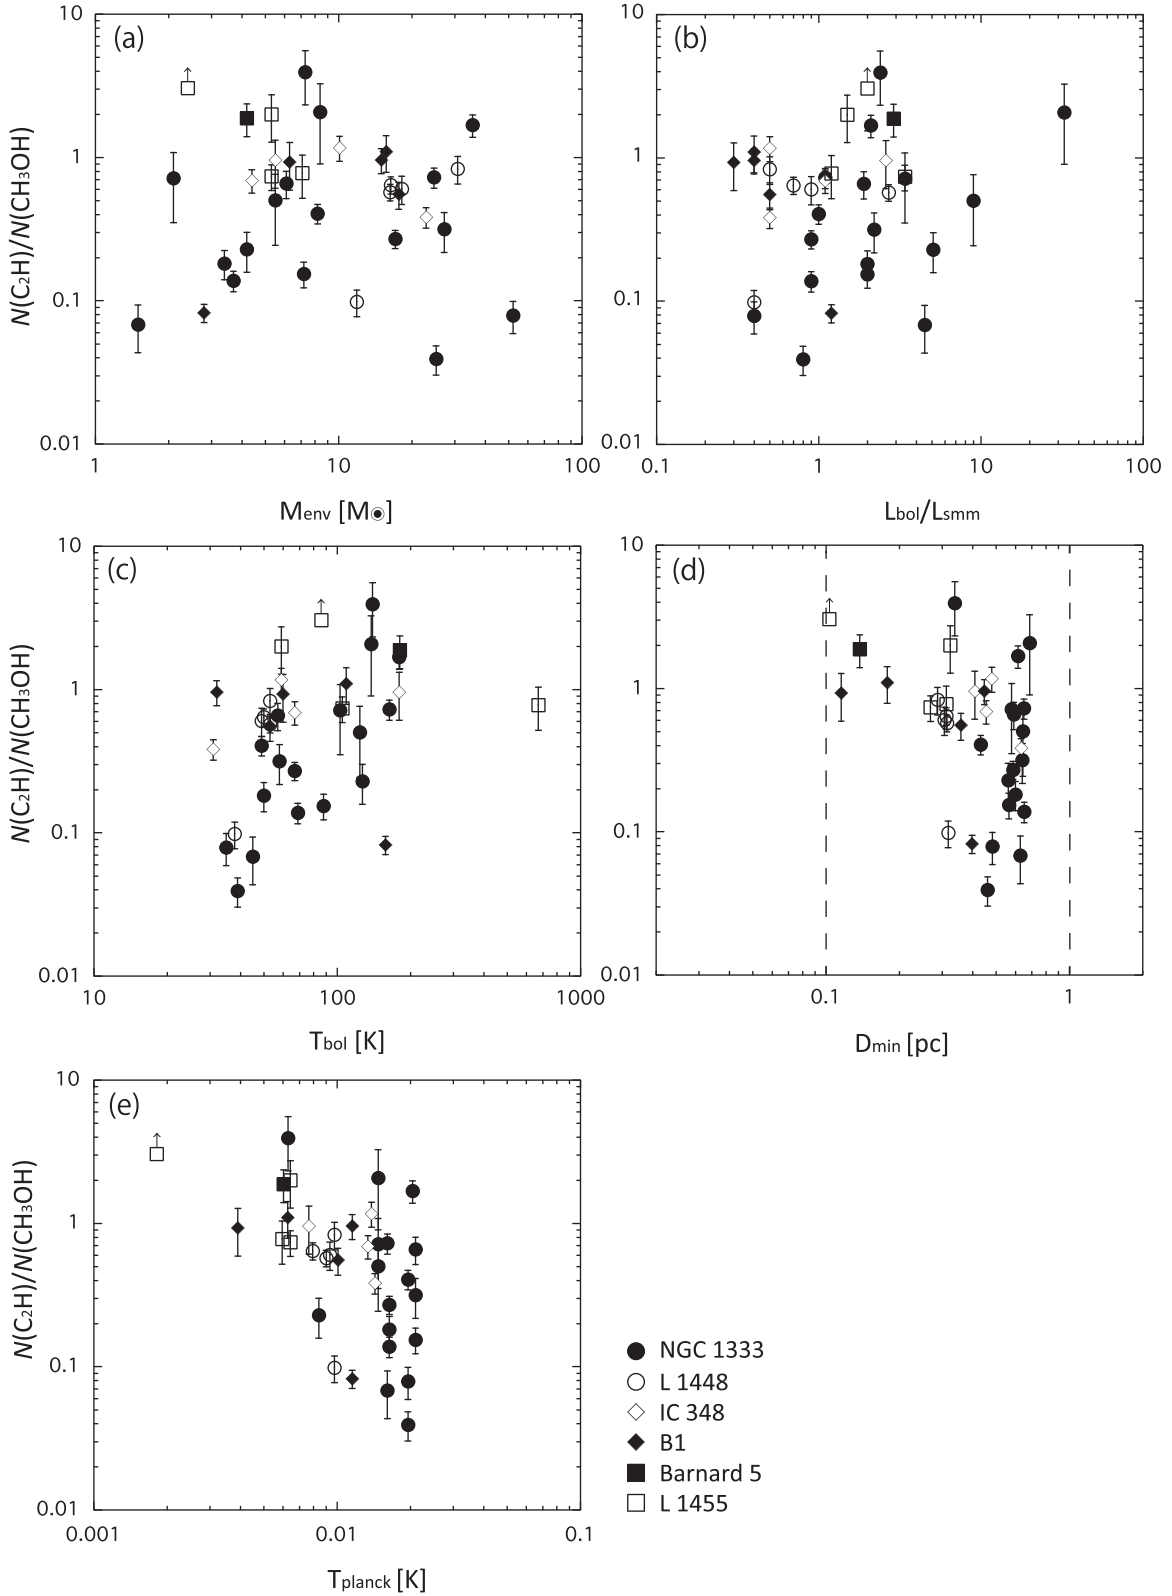 10
(a)
1
0.1
0.01
N(C₂H)/N(CH₃OH)
1
10
100
Menv [M☉]
10
(b)
1
0.1
0.01
0.1
1
10
100
Lbol/Lsmm
10
(c)
1
0.1
0.01
N(C₂H)/N(CH₃OH)
10
100
1000
Tbol [K]
10
(d)
1
0.1
0.01
0.1
1
Dmin [pc]
10
(e)
1
0.1
0.01
N(C₂H)/N(CH₃OH)
0.001
0.01
0.1
Tplanck [K]
NGC 1333
L 1448
IC 348
B1
Barnard 5
L 1455